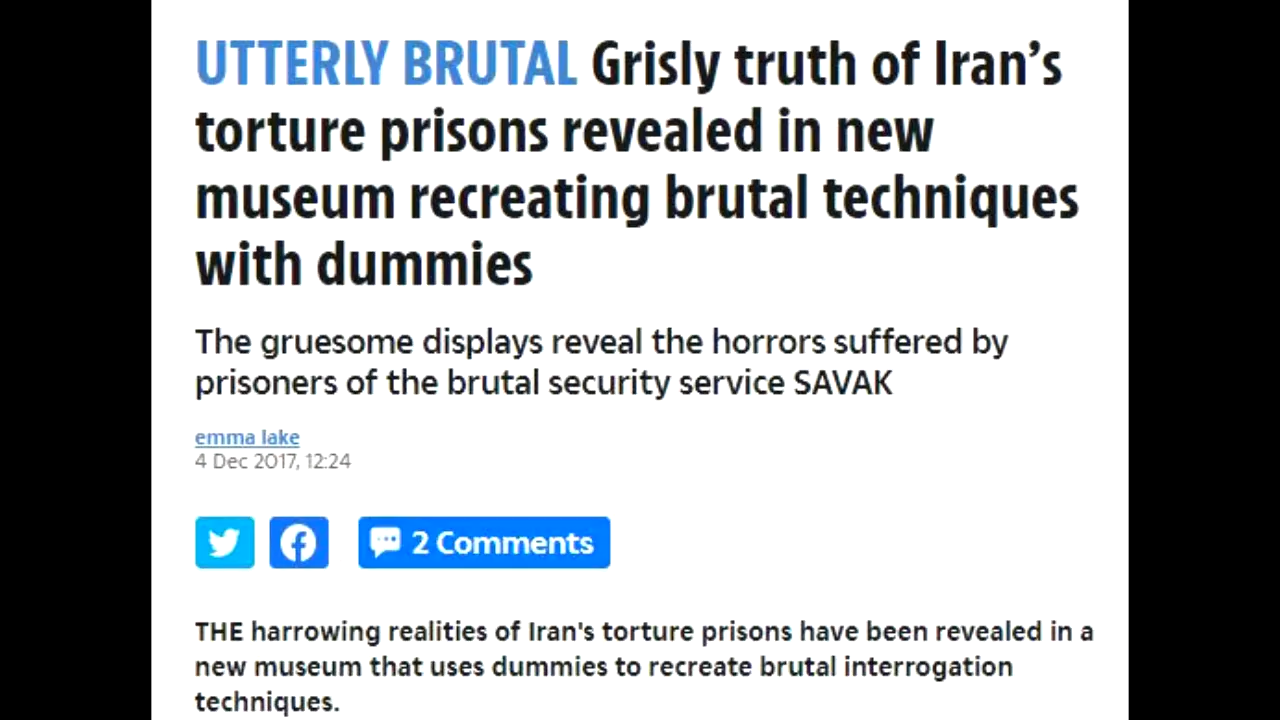 UTTERLY BRUTAL Grisly truth of Iran’s
torture prisons revealed in new
museum recreating brutal techniques
with dummies
The gruesome displays reveal the horrors suffered by
prisoners of the brutal security service SAVAK
emma lake
4 Dec 2017, 12:24
2 Comments
THE harrowing realities of Iran's torture prisons have been revealed in a
new museum that uses dummies to recreate brutal interrogation
techniques.